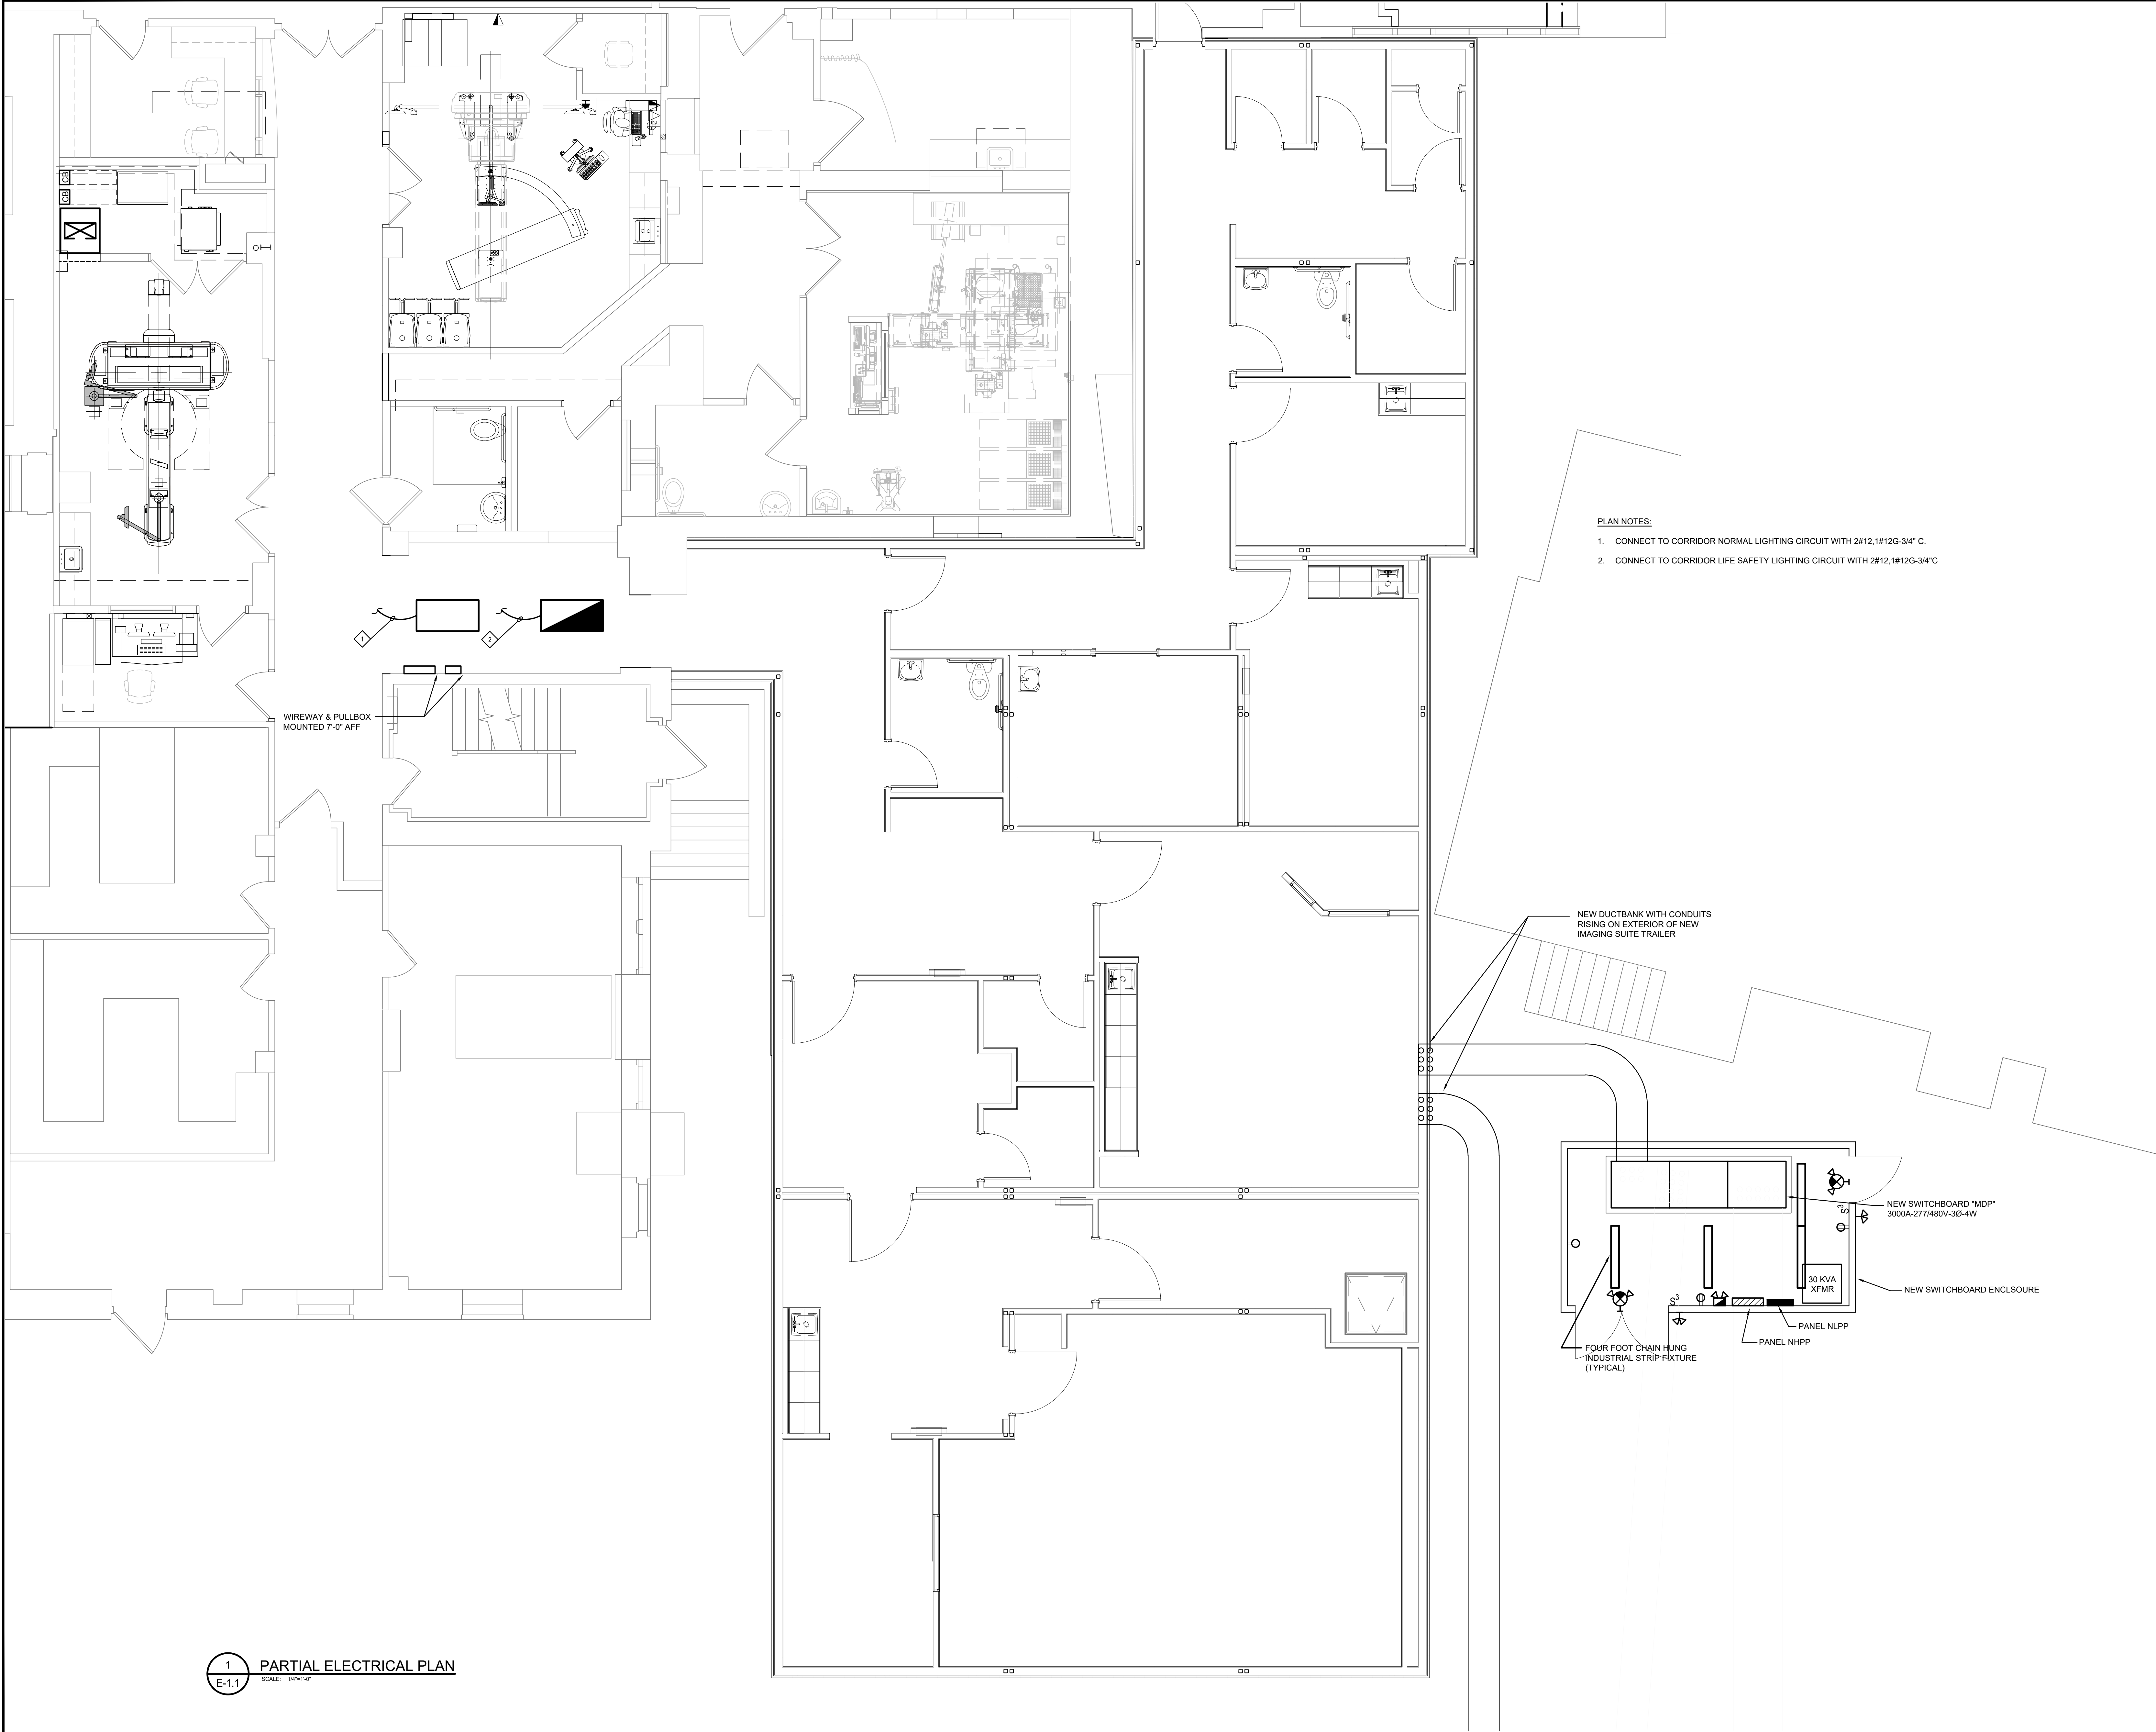 CB
CB
PLAN NOTES:
1. CONNECT TO CORRIDOR NORMAL LIGHTING CIRCUIT WITH 2#12,1#12G-3/4" C.
2. CONNECT TO CORRIDOR LIFE SAFETY LIGHTING CIRCUIT WITH 2#12,1#12G-3/4"C
1
2
WIREWAY & PULLBOX
MOUNTED 7'-0" AFF
NEW DUCTBANK WITH CONDUITS
RISING ON EXTERIOR OF NEW
IMAGING SUITE TRAILER
NEW SWITCHBOARD "MDP"
3000A-277/480V-3Ø-4W
S3
30 KVA
XFMR
NEW SWITCHBOARD ENCLSOURE
S3
PANEL NLPP
PANEL NHPP
FOUR FOOT CHAIN HUNG
INDUSTRIAL STRIP FIXTURE
(TYPICAL)
1
E-1.1
PARTIAL ELECTRICAL PLAN
SCALE: 1/4"=1'-0"